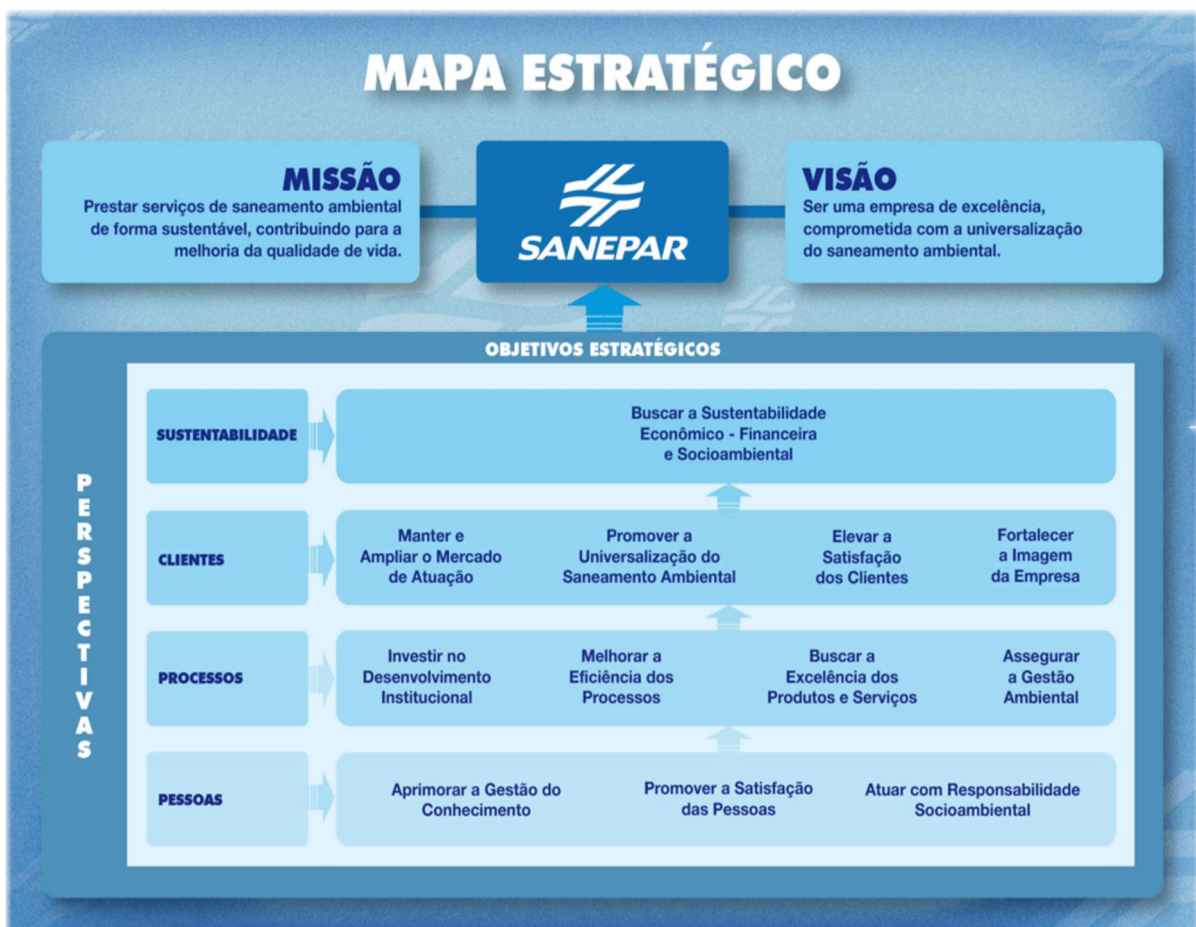 MAPA ESTRATÉGICO
MISSÃO
Prestar serviços de saneamento ambiental
de forma sustentável, contribuindo para a
melhoria da qualidade de vida.
SANEPAR
VISÃO
Ser uma empresa de excelência,
comprometida com a universalização
do saneamento ambiental.
OBJETIVOS ESTRATÉGICOS
PERSPECTIVAS
SUSTENTABILIDADE
Buscar a Sustentabilidade
Econômico - Financeira
e Socioambiental
CLIENTES
Manter e
Ampliar o Mercado
de Atuação
Promover a
Universalização do
Saneamento Ambiental
Elevar a
Satisfação
dos Clientes
Fortalecer
a Imagem
da Empresa
PROCESSOS
Investir no
Desenvolvimento
Institucional
Melhorar a
Eficiência dos
Processos
Buscar a
Excelência dos
Produtos e Serviços
Assegurar
a Gestão
Ambiental
PESSOAS
Aprimorar a Gestão do
Conhecimento
Promover a Satisfação
das Pessoas
Atuar com Responsabilidade
Socioambiental